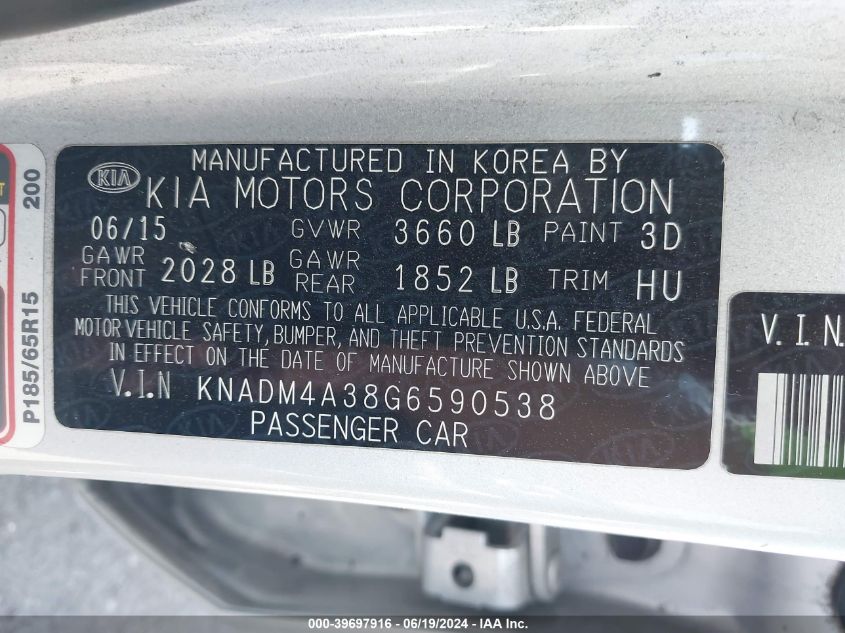 MANUFACTURED IN KOREA BY
KIA
KIA MOTORS CORPORATION
06/15 GVWR 3660 LB PAINT 3D
GAWR FRONT 2028 LB GAWR REAR 1852 LB TRIM HU
THIS VEHICLE CONFORMS TO ALL APPLICABLE U.S.A. FEDERAL
MOTOR VEHICLE SAFETY, BUMPER, AND THEFT PREVENTION STANDARDS
IN EFFECT ON THE DATE OF MANUFACTURE SHOWN ABOVE
V.I.N KNADM4A38G6590538
PASSENGER CAR
P185/65R15 200
V.I.N.
000-39697916 - 06/19/2024 - IAAI.com